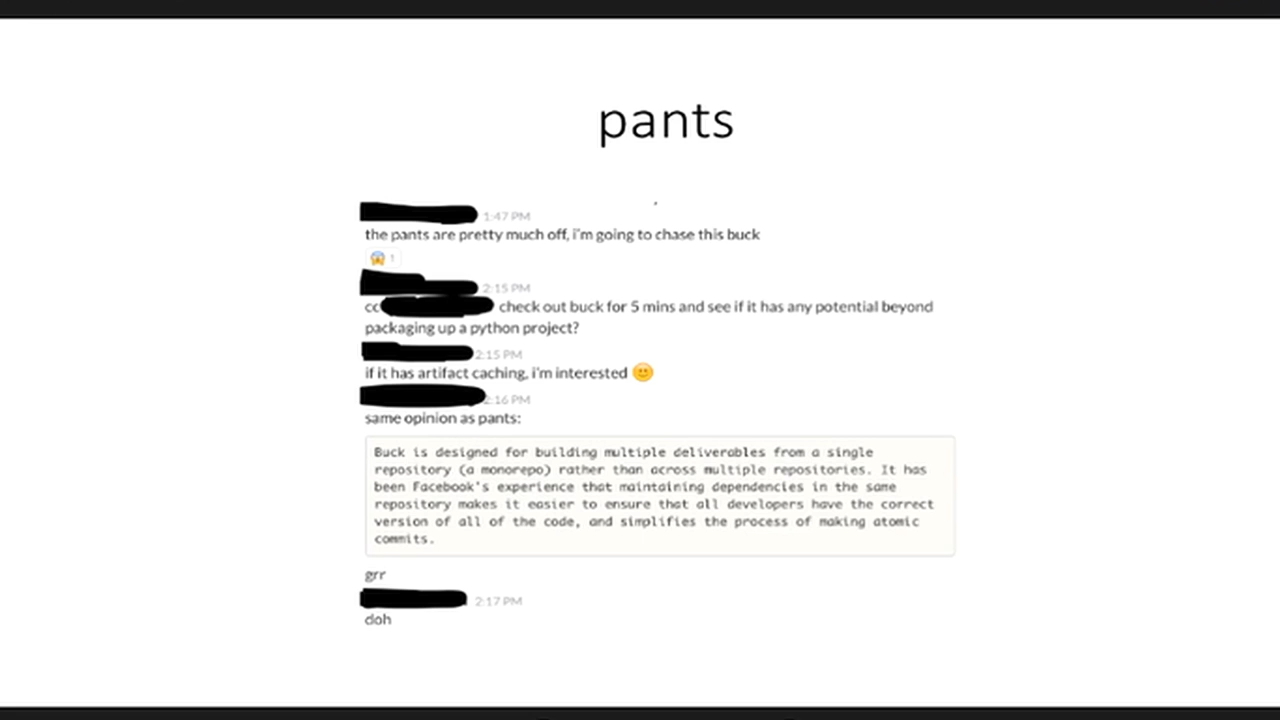 pants
1:47 PM
the pants are pretty much off, i'm going to chase this buck
1
2:15 PM
cc check out buck for 5 mins and see if it has any potential beyond
packaging up a python project?
2:15 PM
if it has artifact caching, i'm interested
2:16 PM
same opinion as pants:
Buck is designed for building multiple deliverables from a single
repository (a monorepo) rather than across multiple repositories. It has
been Facebook's experience that maintaining dependencies in the same
repository makes it easier to ensure that all developers have the correct
version of all of the code, and simplifies the process of making atomic
commits.
grr
2:17 PM
doh